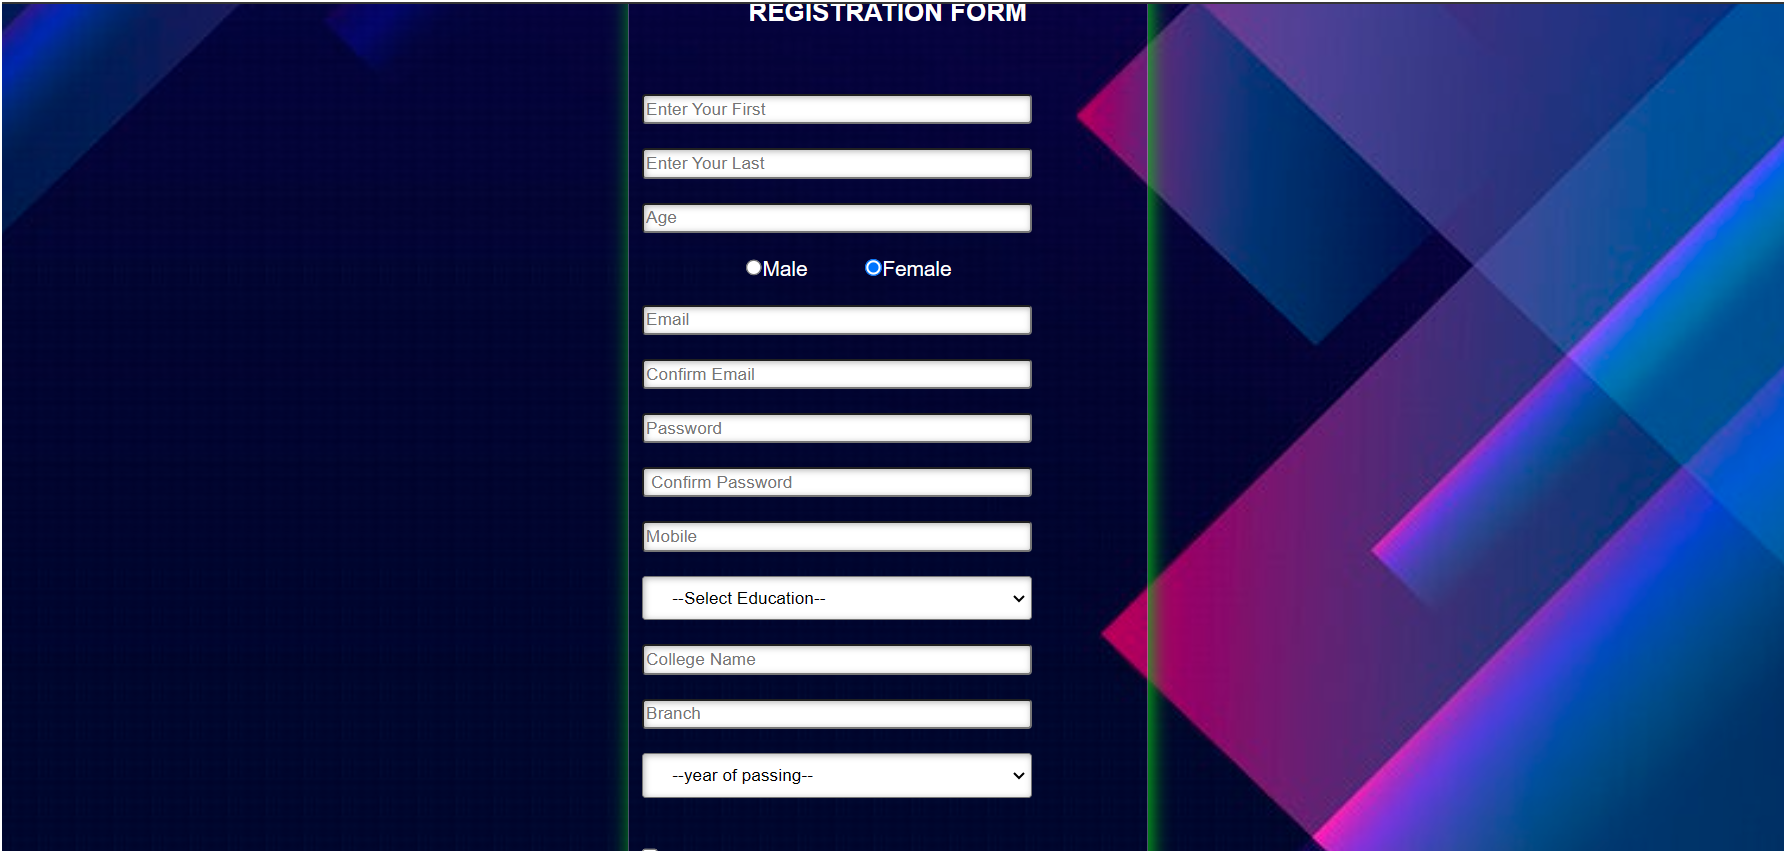 REGISTRATION FORM
Enter Your First
Enter Your Last
Age
Male Female
Email
Confirm Email
Password
Confirm Password
Mobile
--Select Education--
College Name
Branch
--year of passing--